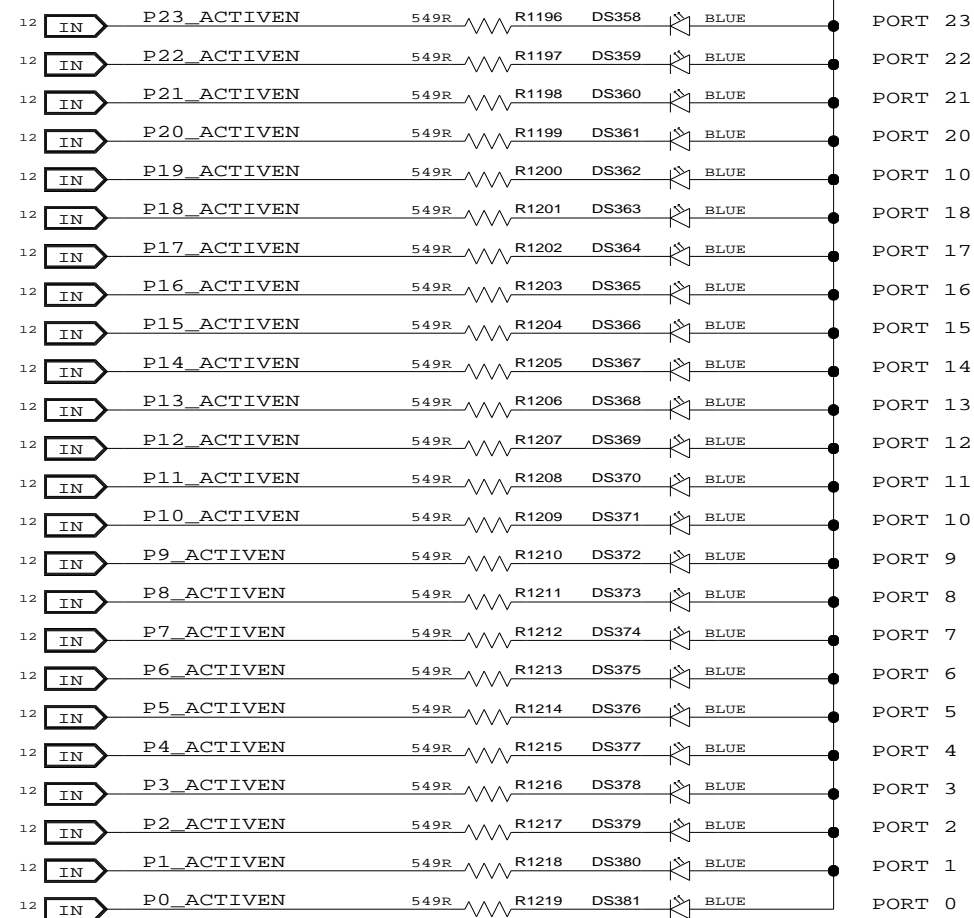 12 IN P23_ACTIVEN 549R R1196 DS358 BLUE PORT 23
12 IN P22_ACTIVEN 549R R1197 DS359 BLUE PORT 22
12 IN P21_ACTIVEN 549R R1198 DS360 BLUE PORT 21
12 IN P20_ACTIVEN 549R R1199 DS361 BLUE PORT 20
12 IN P19_ACTIVEN 549R R1200 DS362 BLUE PORT 10
12 IN P18_ACTIVEN 549R R1201 DS363 BLUE PORT 18
12 IN P17_ACTIVEN 549R R1202 DS364 BLUE PORT 17
12 IN P16_ACTIVEN 549R R1203 DS365 BLUE PORT 16
12 IN P15_ACTIVEN 549R R1204 DS366 BLUE PORT 15
12 IN P14_ACTIVEN 549R R1205 DS367 BLUE PORT 14
12 IN P13_ACTIVEN 549R R1206 DS368 BLUE PORT 13
12 IN P12_ACTIVEN 549R R1207 DS369 BLUE PORT 12
12 IN P11_ACTIVEN 549R R1208 DS370 BLUE PORT 11
12 IN P10_ACTIVEN 549R R1209 DS371 BLUE PORT 10
12 IN P9_ACTIVEN 549R R1210 DS372 BLUE PORT 9
12 IN P8_ACTIVEN 549R R1211 DS373 BLUE PORT 8
12 IN P7_ACTIVEN 549R R1212 DS374 BLUE PORT 7
12 IN P6_ACTIVEN 549R R1213 DS375 BLUE PORT 6
12 IN P5_ACTIVEN 549R R1214 DS376 BLUE PORT 5
12 IN P4_ACTIVEN 549R R1215 DS377 BLUE PORT 4
12 IN P3_ACTIVEN 549R R1216 DS378 BLUE PORT 3
12 IN P2_ACTIVEN 549R R1217 DS379 BLUE PORT 2
12 IN P1_ACTIVEN 549R R1218 DS380 BLUE PORT 1
12 IN P0_ACTIVEN 549R R1219 DS381 BLUE PORT 0